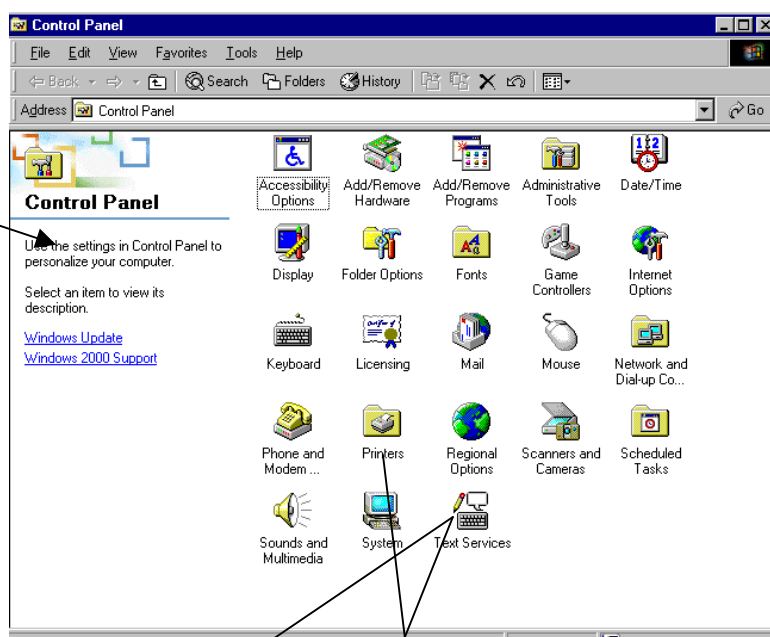 Control Panel
File Edit View Favorites Tools Help
Back Search Folders History
Address Control Panel Go
Control Panel
Use the settings in Control Panel to
personalize your computer.
Select an item to view its
description.
Windows Update
Windows 2000 Support
Accessibility
Options
Add/Remove
Hardware
Add/Remove
Programs
Administrative
Tools
Date/Time
Display
Folder Options
Fonts
Game
Controllers
Internet
Options
Keyboard
Licensing
Mail
Mouse
Network and
Dial-up Co...
Phone and
Modem ...
Printers
Regional
Options
Scanners and
Cameras
Scheduled
Tasks
Sounds and
Multimedia
System
Text Services